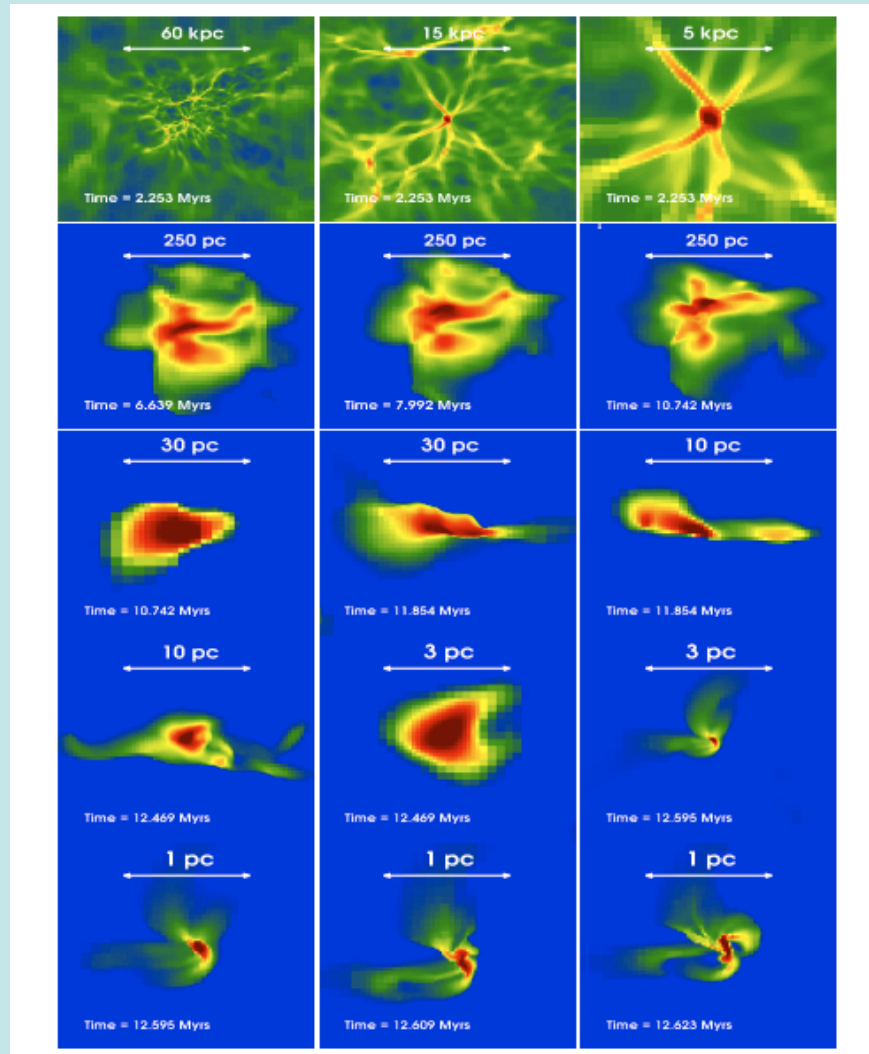 60 kpc
Time = 2.253 Myrs
15 kpc
Time = 2.253 Myrs
5 kpc
Time = 2.253 Myrs
250 pc
Time = 6.639 Myrs
250 pc
Time = 7.992 Myrs
250 pc
Time = 10.742 Myrs
30 pc
Time = 10.742 Myrs
30 pc
Time = 11.854 Myrs
10 pc
Time = 11.854 Myrs
10 pc
Time = 12.469 Myrs
3 pc
Time = 12.469 Myrs
3 pc
Time = 12.595 Myrs
1 pc
Time = 12.595 Myrs
1 pc
Time = 12.609 Myrs
1 pc
Time = 12.623 Myrs